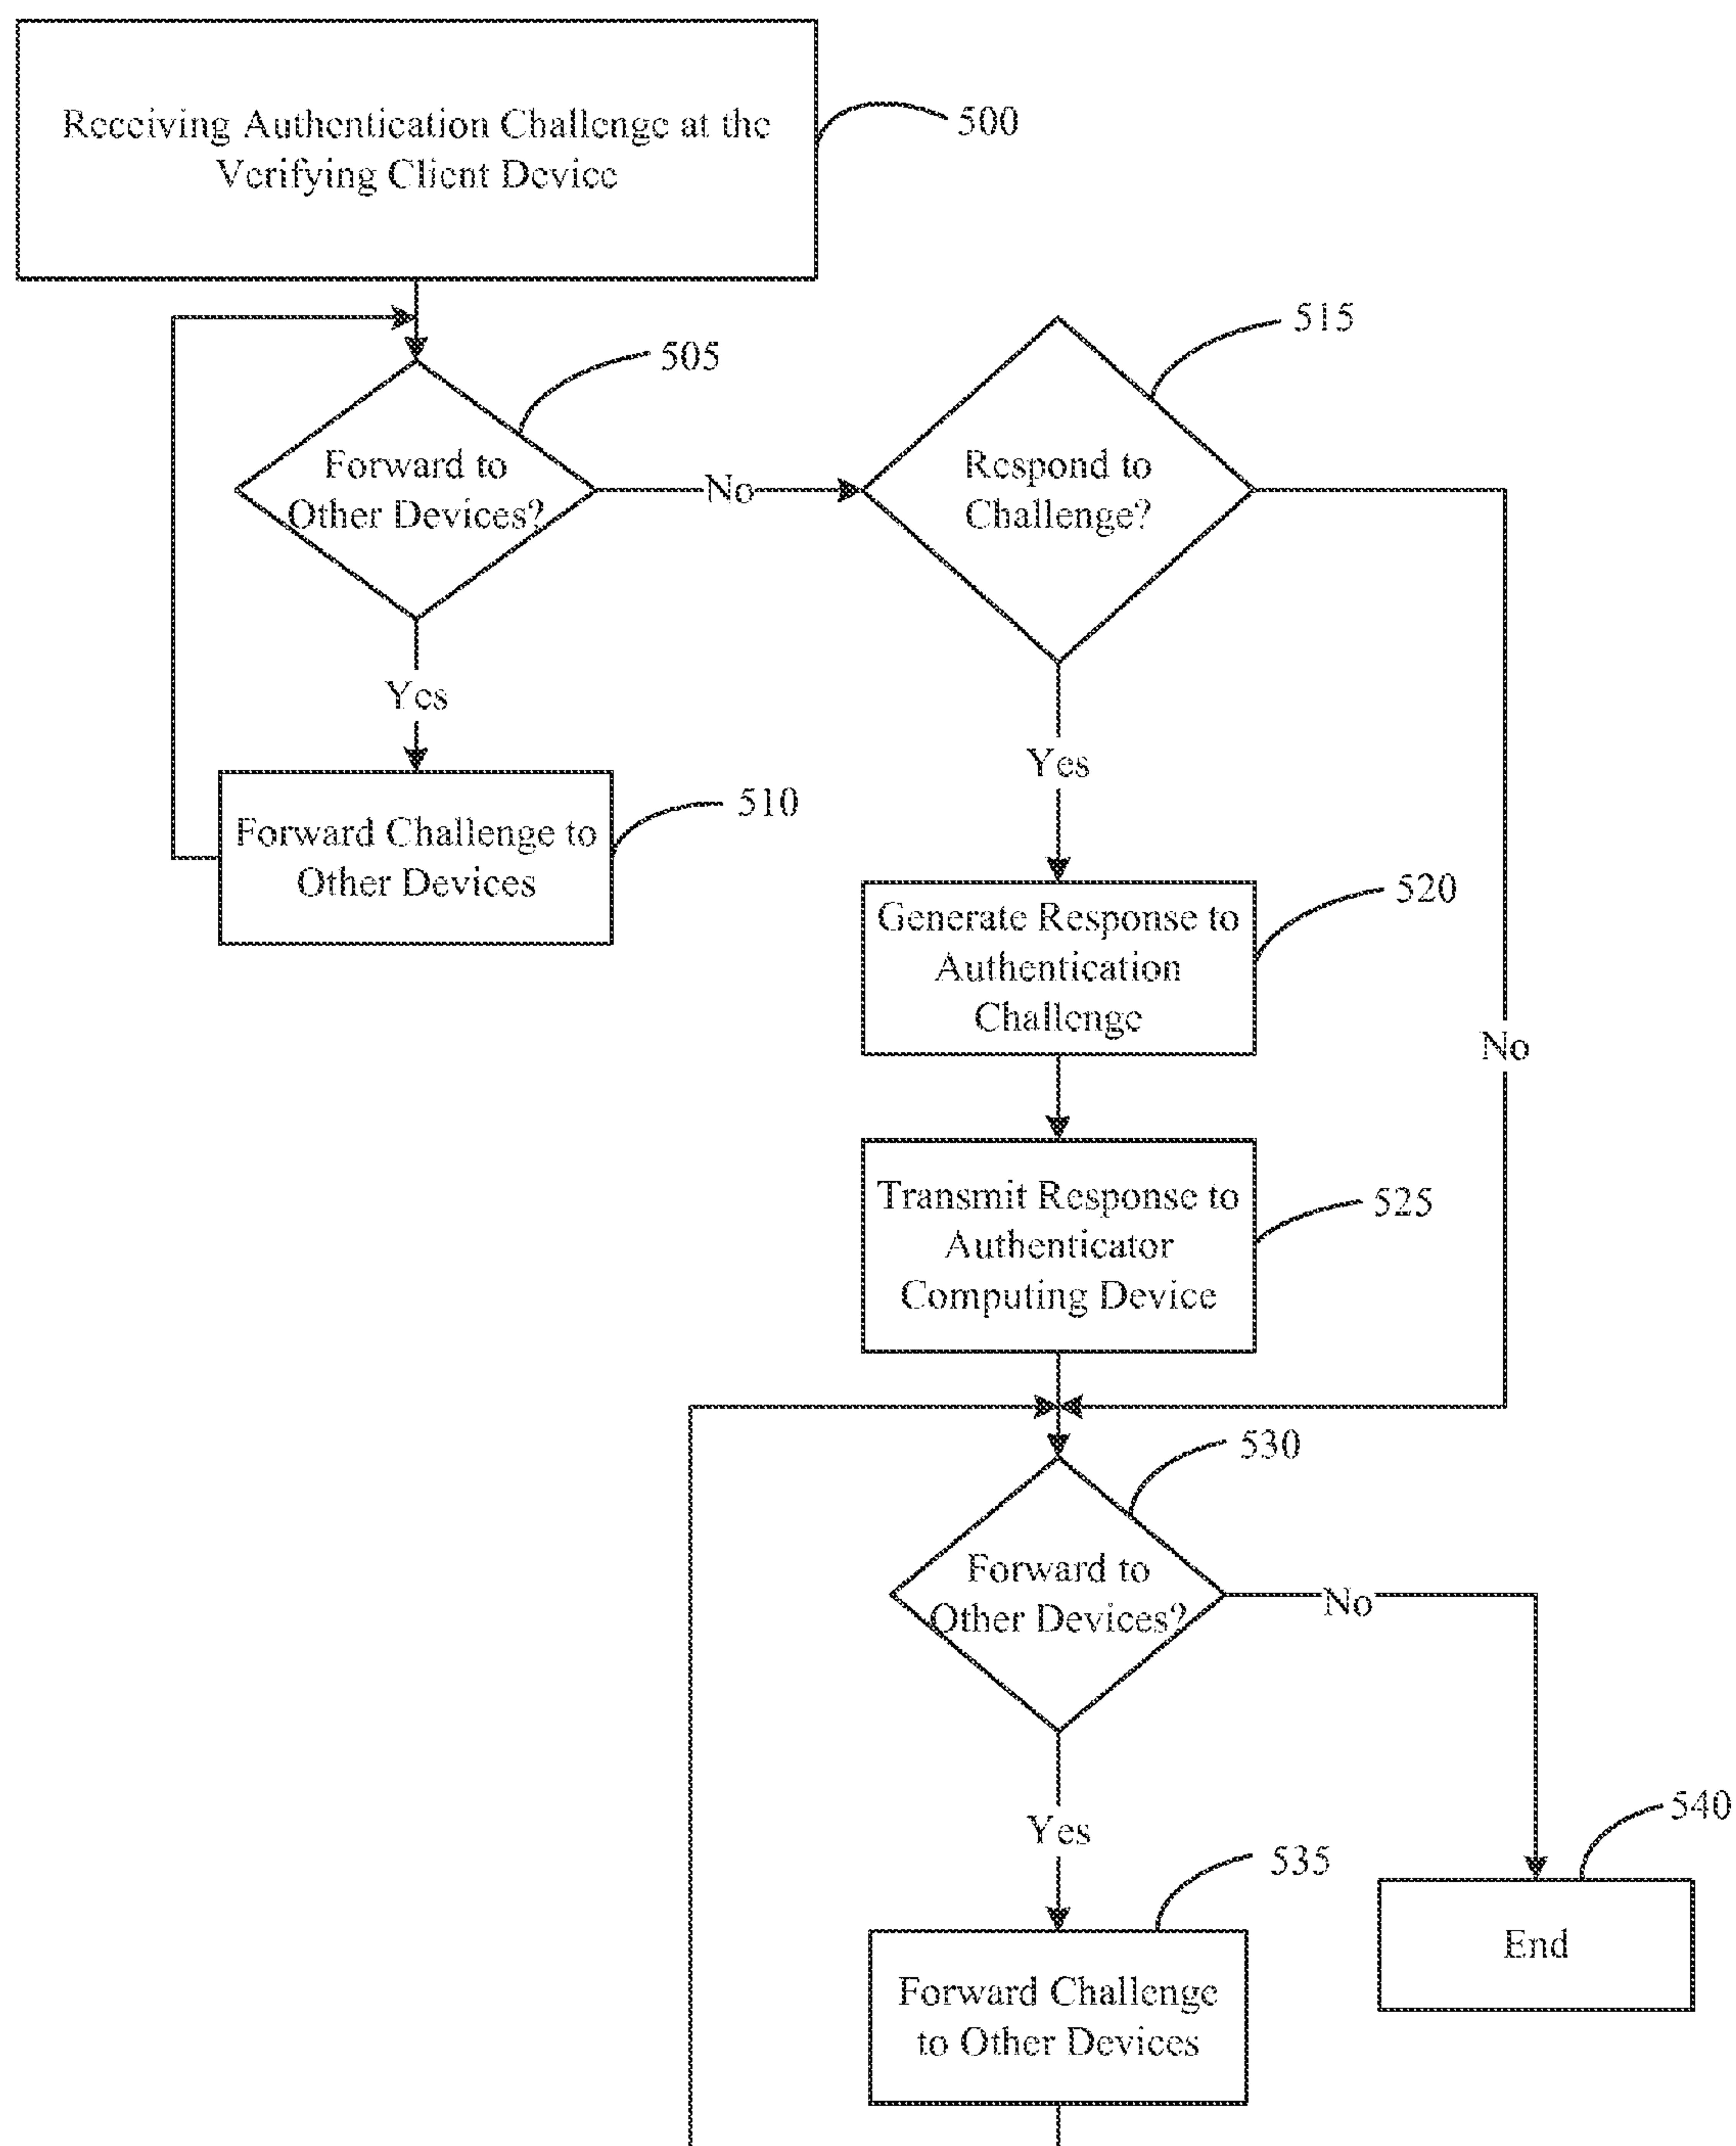 Receiving Authentication Challenge at the
Verifying Client Device
500
505
515
Forward to
Other Devices?
No
Respond to
Challenge?
Yes
Yes
510
Forward Challenge to
Other Devices
520
Generate Response to
Authentication
Challenge
No
Transmit Response to
Authenticator
Computing Device
525
530
Forward to
Other Devices?
No
Yes
540
535
End
Forward Challenge
to Other Devices